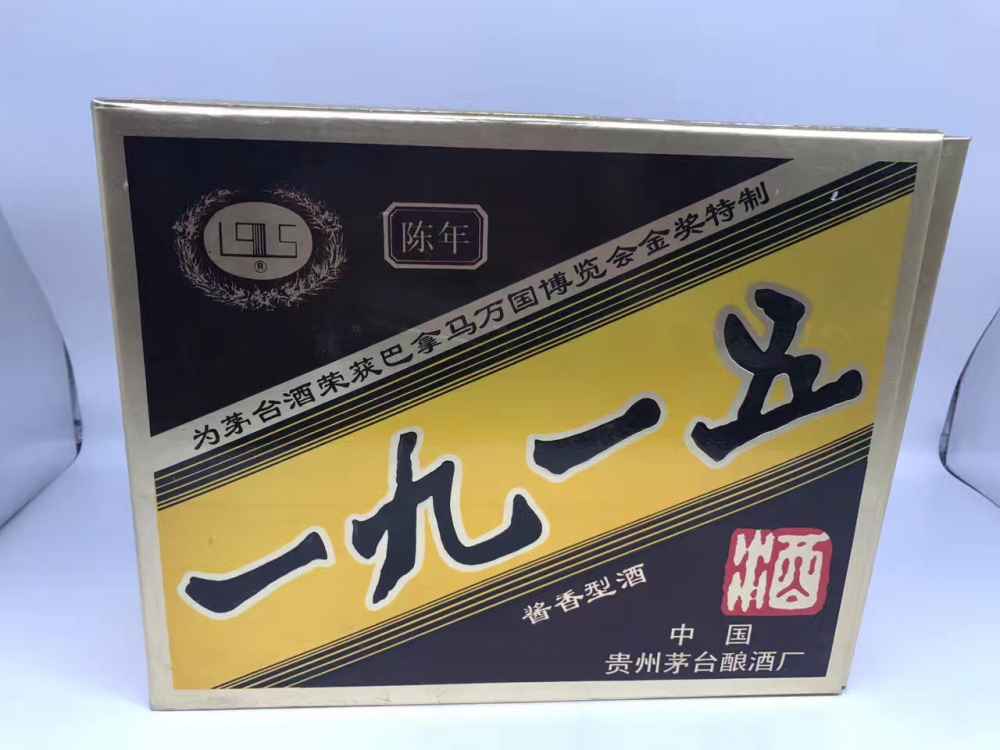 1915
®
陈年
为茅台酒荣获巴拿马万国博览会金奖特制
一九一五
酱香型酒
酒
中国
贵州茅台酿酒厂